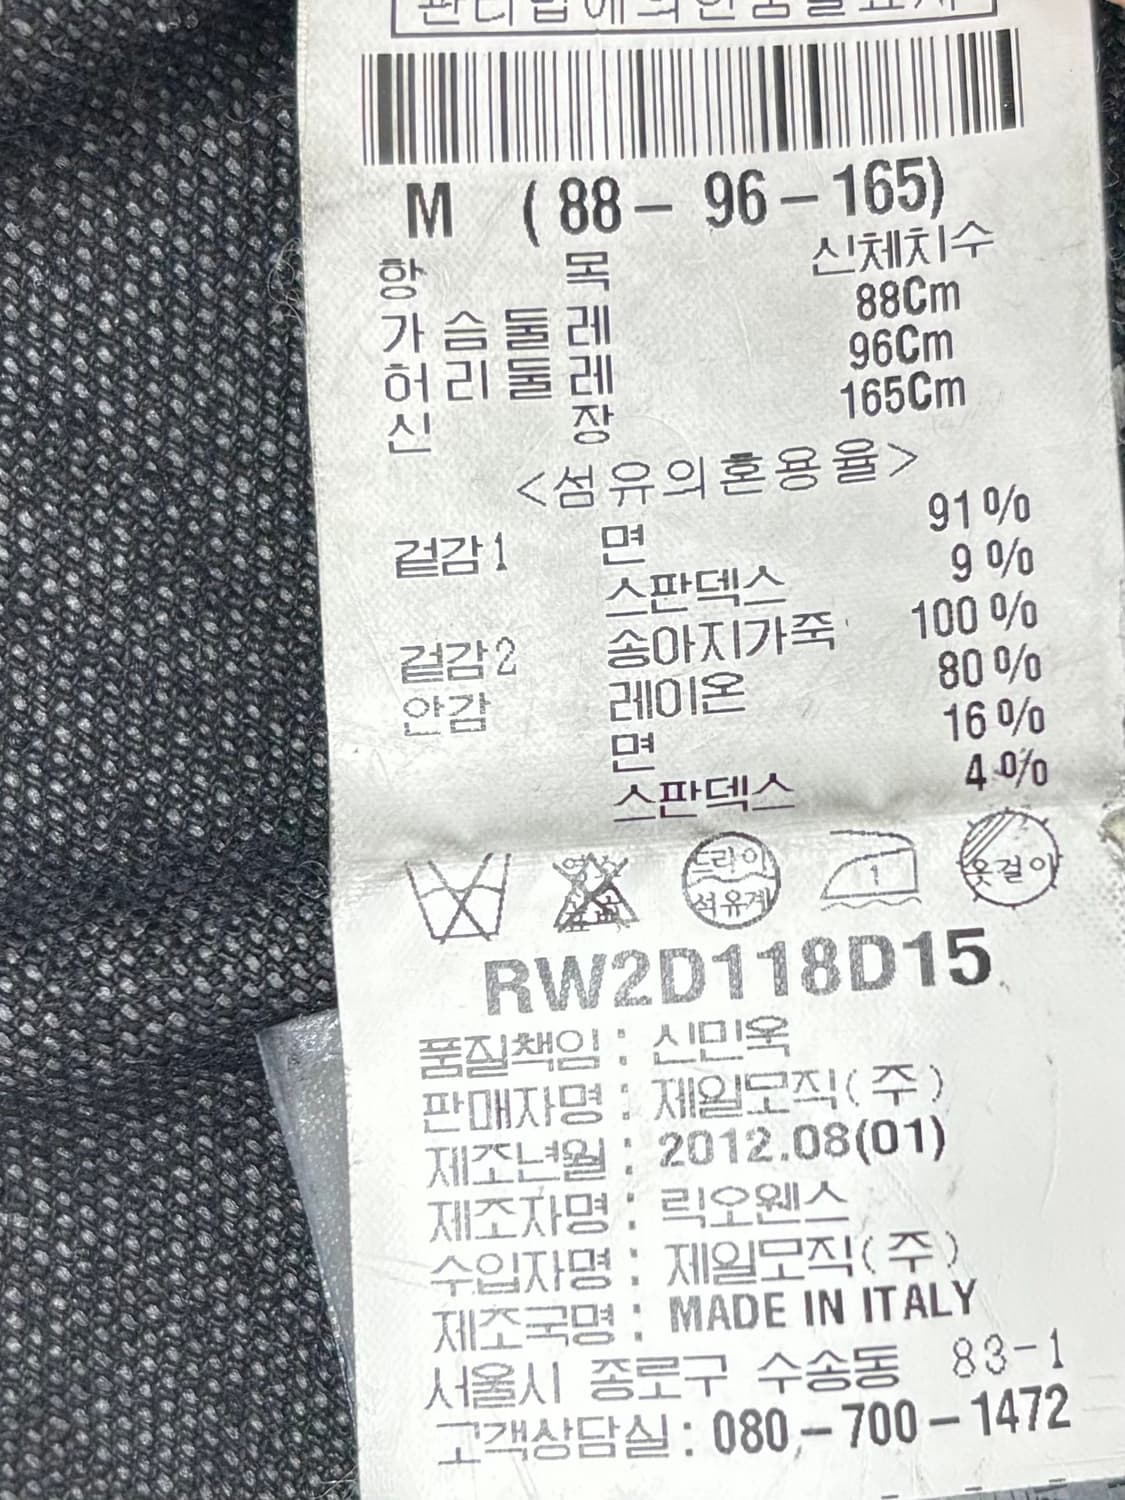 M (88-96-165)
항 목 신체치수
가슴둘레 88Cm
허리둘레 96Cm
신 장 165Cm
<섬유의혼용율>
겉감1 면 91%
스판덱스 9%
겉감2 송아지가죽 100%
안감 레이온 80%
면 16%
스판덱스 4%
드라이
석유계
1
옷걸이
RW2D118D15
품질책임 : 신민욱
판매자명 : 제일모직(주)
제조년월 : 2012.08(01)
제조자명 : 릭오웬스
수입자명 : 제일모직(주)
제조국명 : MADE IN ITALY
서울시 종로구 수송동 83-1
고객상담실 : 080-700-1472